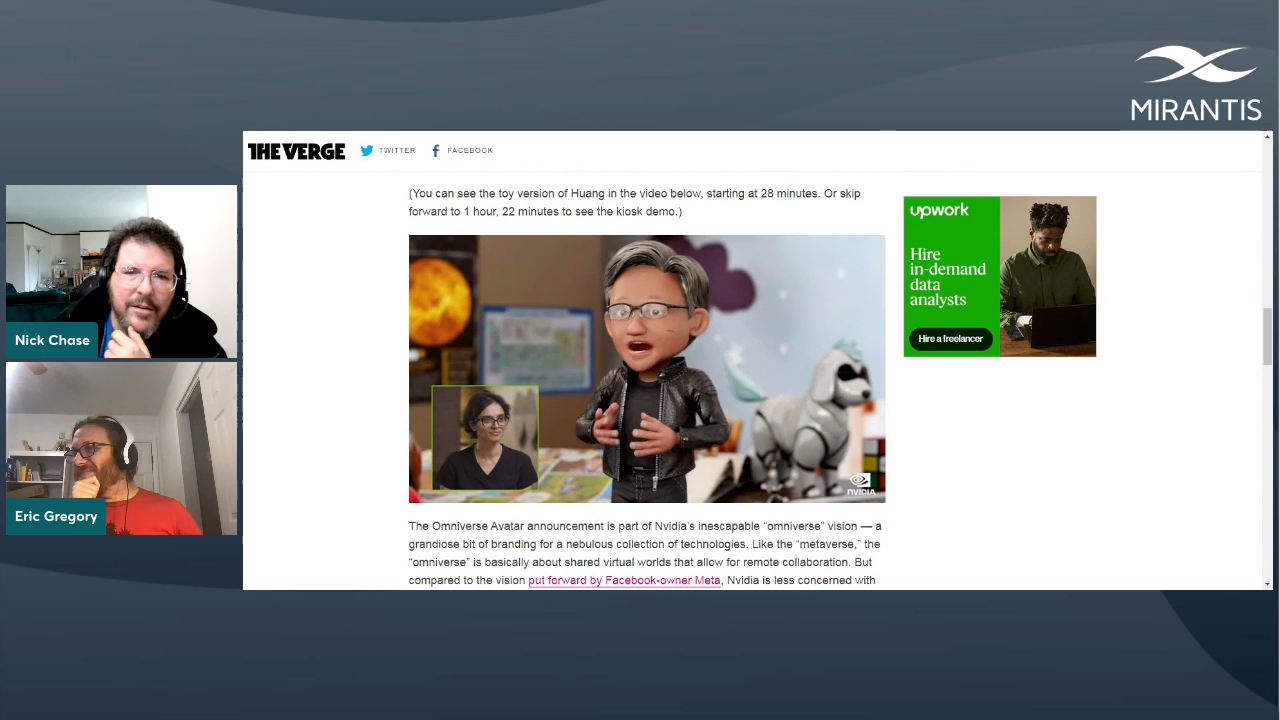 MIRANTIS
THE VERGE
TWITTER
FACEBOOK
(You can see the toy version of Huang in the video below, starting at 28 minutes. Or skip
forward to 1 hour, 22 minutes to see the kiosk demo.)
upwork
Hire
in-demand
data
analysts
Hire a freelancer
Nick Chase
Eric Gregory
NVIDIA
The Omniverse Avatar announcement is part of Nvidia's inescapable “omniverse” vision — a
grandiose bit of branding for a nebulous collection of technologies. Like the “metaverse,” the
“omniverse” is basically about shared virtual worlds that allow for remote collaboration. But
compared to the vision put forward by Facebook-owner Meta, Nvidia is less concerned with